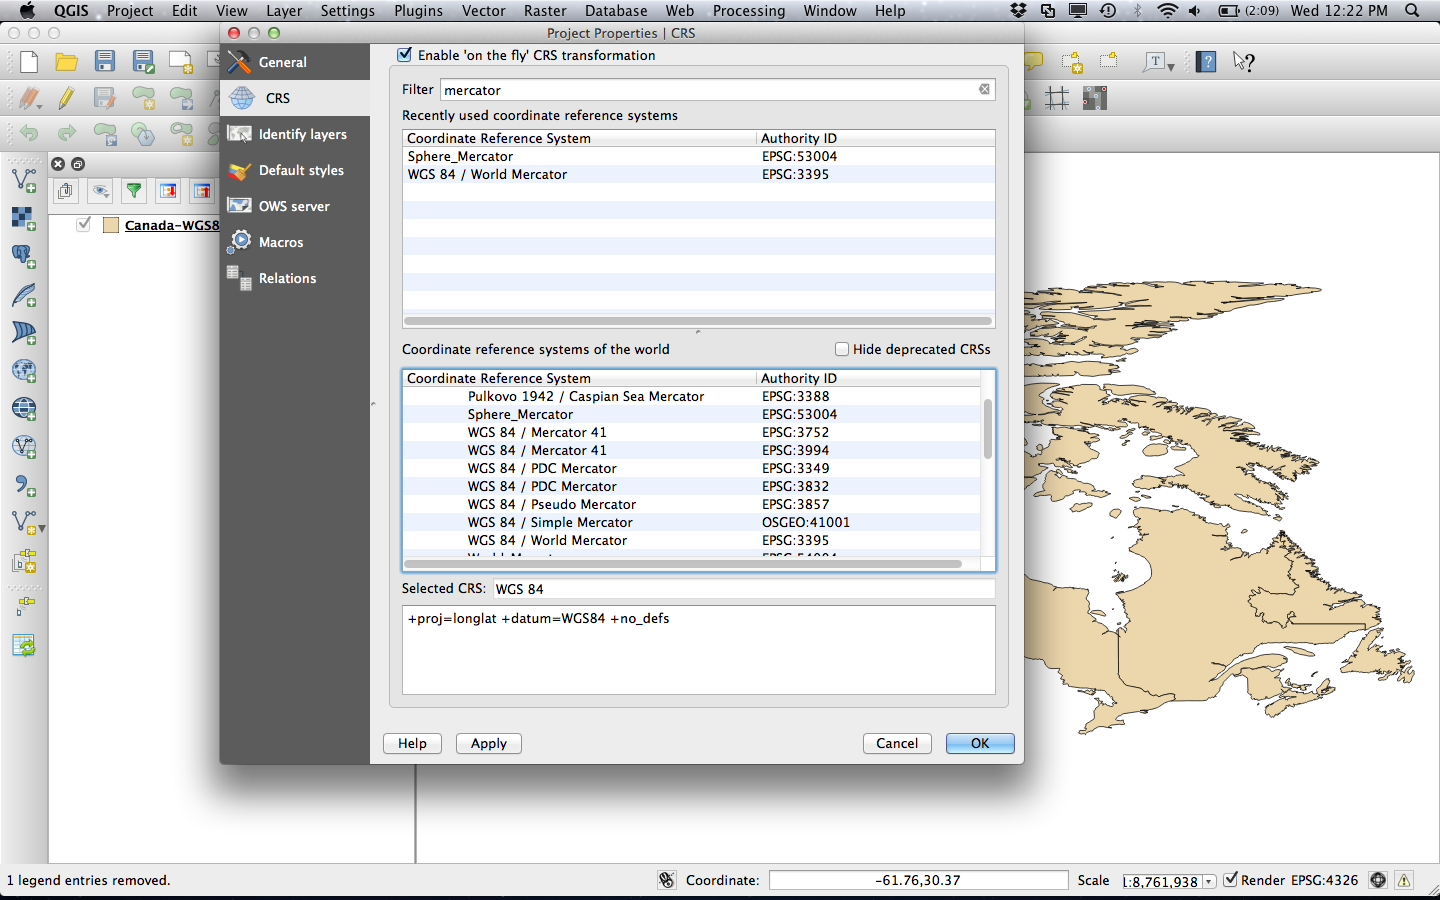 QGIS Project Edit View Layer Settings Plugins Vector Raster Database Web Processing Window Help (2:09) Wed 12:22 PM
Project Properties | CRS
General
CRS
Identify layers
Default styles
OWS server
Macros
Relations
Canada-WGS8
Enable 'on the fly' CRS transformation
Filter mercator
Recently used coordinate reference systems
Coordinate Reference System Authority ID
Sphere_Mercator EPSG:53004
WGS 84 / World Mercator EPSG:3395
Coordinate reference systems of the world Hide deprecated CRSs
Coordinate Reference System Authority ID
Pulkovo 1942 / Caspian Sea Mercator EPSG:3388
Sphere_Mercator EPSG:53004
WGS 84 / Mercator 41 EPSG:3752
WGS 84 / Mercator 41 EPSG:3994
WGS 84 / PDC Mercator EPSG:3349
WGS 84 / PDC Mercator EPSG:3832
WGS 84 / Pseudo Mercator EPSG:3857
WGS 84 / Simple Mercator OSGEO:41001
WGS 84 / World Mercator EPSG:3395
Selected CRS: WGS 84
+proj=longlat +datum=WGS84 +no_defs
Help Apply Cancel OK
1 legend entries removed. Coordinate: -61.76,30.37 Scale 1:8,761,938 Render EPSG:4326